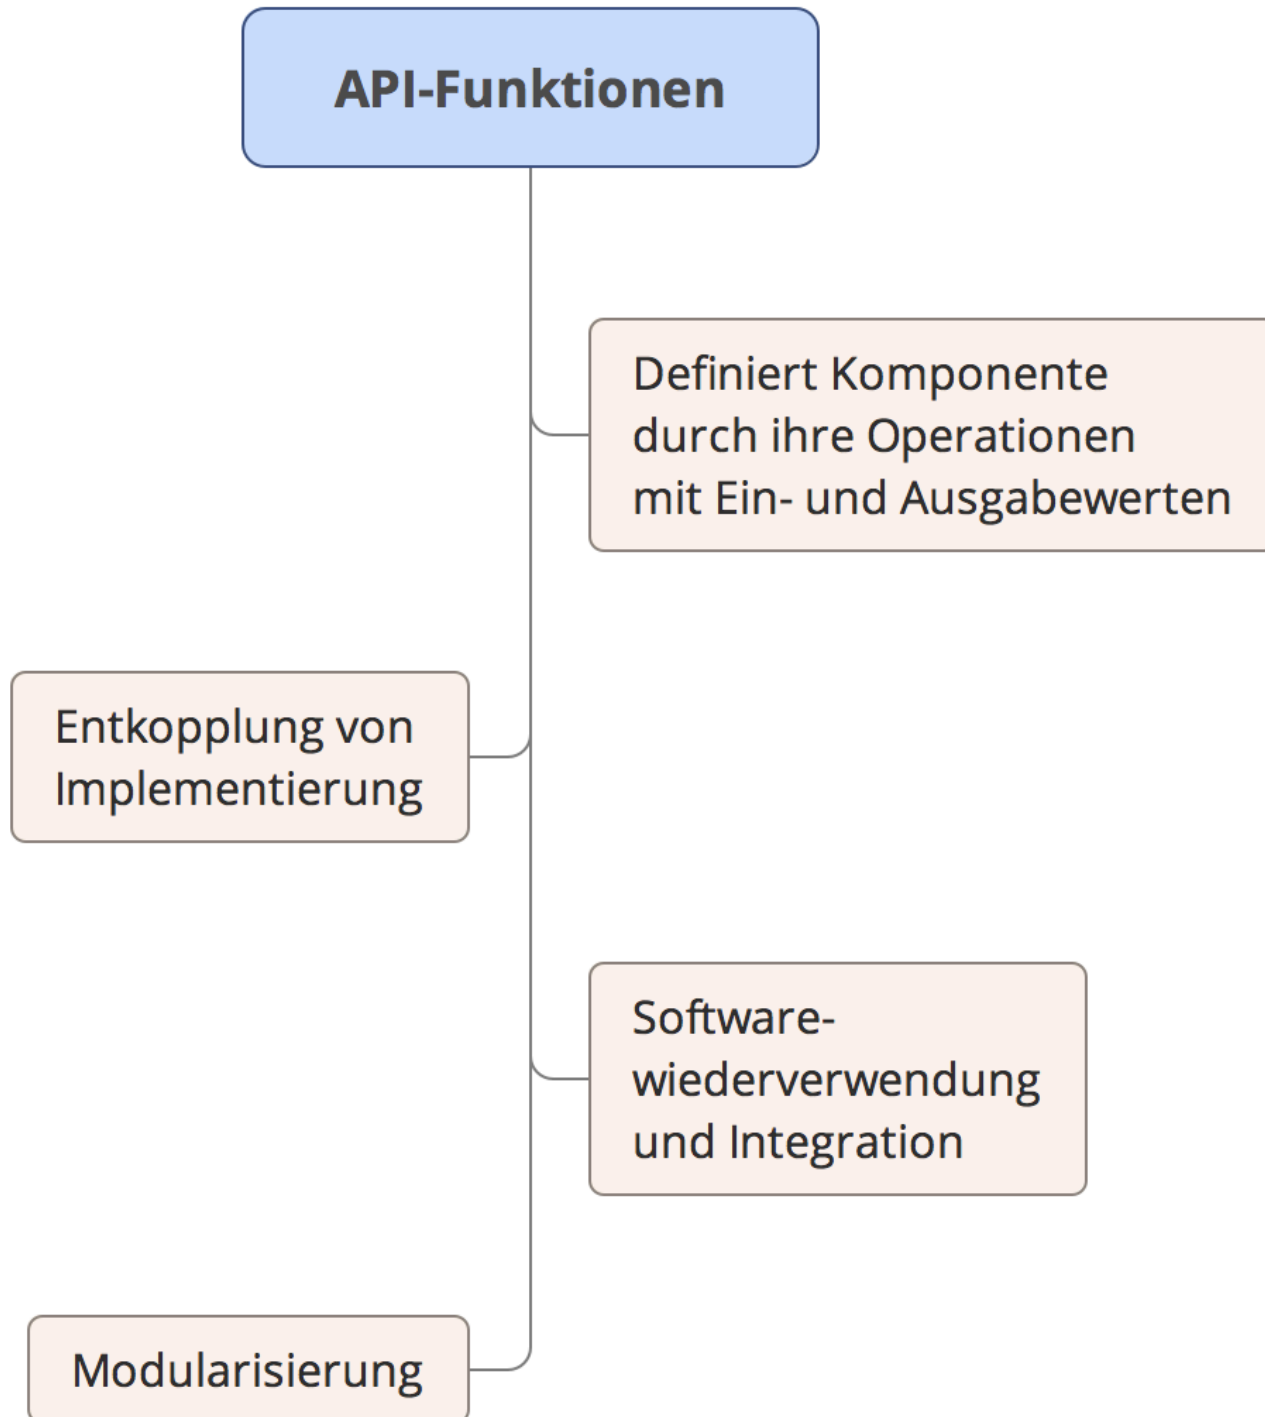 API-Funktionen
Definiert Komponente
durch ihre Operationen
mit Ein- und Ausgabewerten
Entkopplung von
Implementierung
Software-
wiederverwendung
und Integration
Modularisierung